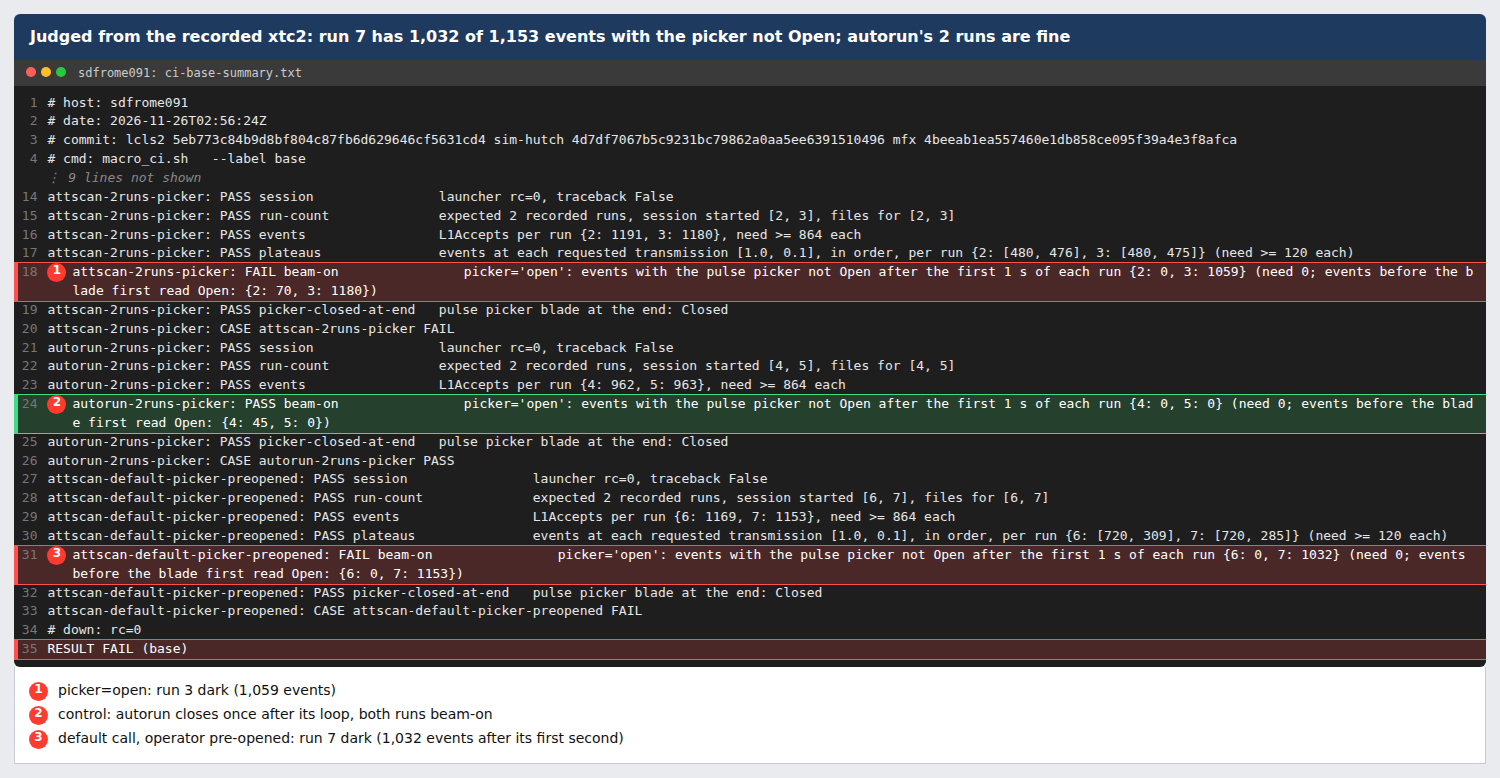 Judged from the recorded xtc2: run 7 has 1,032 of 1,153 events with the picker not Open; autorun's 2 runs are fine
sdfrome091: ci-base-summary.txt
1 # host: sdfrome091
2 # date: 2026-11-26T02:56:24Z
3 # commit: lcls2 5eb773c84b9d8bf804c87fb6d629646cf5631cd4 sim-hutch 4d7df7067b5c9231bc79862a0aa5ee6391510496 mfx 4beeab1ea557460e1db858ce095f39a4e3f8afca
4 # cmd: macro_ci.sh   --label base
⋮ 9 lines not shown
14 attscan-2runs-picker: PASS session                launcher rc=0, traceback False
15 attscan-2runs-picker: PASS run-count              expected 2 recorded runs, session started [2, 3], files for [2, 3]
16 attscan-2runs-picker: PASS events                 L1Accepts per run {2: 1191, 3: 1180}, need >= 864 each
17 attscan-2runs-picker: PASS plateaus               events at each requested transmission [1.0, 0.1], in order, per run {2: [480, 476], 3: [480, 475]} (need >= 120 each)
18 1 attscan-2runs-picker: FAIL beam-on                picker='open': events with the pulse picker not Open after the first 1 s of each run {2: 0, 3: 1059} (need 0; events before the b
lade first read Open: {2: 70, 3: 1180})
19 attscan-2runs-picker: PASS picker-closed-at-end   pulse picker blade at the end: Closed
20 attscan-2runs-picker: CASE attscan-2runs-picker FAIL
21 autorun-2runs-picker: PASS session                launcher rc=0, traceback False
22 autorun-2runs-picker: PASS run-count              expected 2 recorded runs, session started [4, 5], files for [4, 5]
23 autorun-2runs-picker: PASS events                 L1Accepts per run {4: 962, 5: 963}, need >= 864 each
24 2 autorun-2runs-picker: PASS beam-on                picker='open': events with the pulse picker not Open after the first 1 s of each run {4: 0, 5: 0} (need 0; events before the blad
e first read Open: {4: 45, 5: 0})
25 autorun-2runs-picker: PASS picker-closed-at-end   pulse picker blade at the end: Closed
26 autorun-2runs-picker: CASE autorun-2runs-picker PASS
27 attscan-default-picker-preopened: PASS session                launcher rc=0, traceback False
28 attscan-default-picker-preopened: PASS run-count              expected 2 recorded runs, session started [6, 7], files for [6, 7]
29 attscan-default-picker-preopened: PASS events                 L1Accepts per run {6: 1169, 7: 1153}, need >= 864 each
30 attscan-default-picker-preopened: PASS plateaus               events at each requested transmission [1.0, 0.1], in order, per run {6: [720, 309], 7: [720, 285]} (need >= 120 each)
31 3 attscan-default-picker-preopened: FAIL beam-on                picker='open': events with the pulse picker not Open after the first 1 s of each run {6: 0, 7: 1032} (need 0; events
before the blade first read Open: {6: 0, 7: 1153})
32 attscan-default-picker-preopened: PASS picker-closed-at-end   pulse picker blade at the end: Closed
33 attscan-default-picker-preopened: CASE attscan-default-picker-preopened FAIL
34 # down: rc=0
35 RESULT FAIL (base)
1 picker=open: run 3 dark (1,059 events)
2 control: autorun closes once after its loop, both runs beam-on
3 default call, operator pre-opened: run 7 dark (1,032 events after its first second)